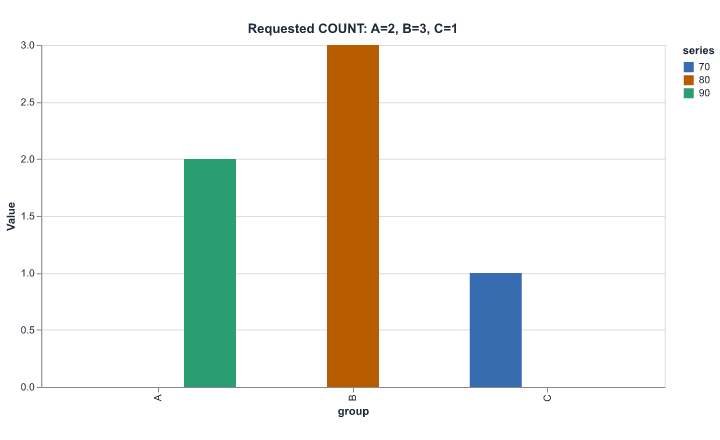 Requested COUNT: A=2, B=3, C=1
series
70
80
90
3.0
2.5
2.0
1.5
1.0
0.5
0.0
Value
A
B
C
group